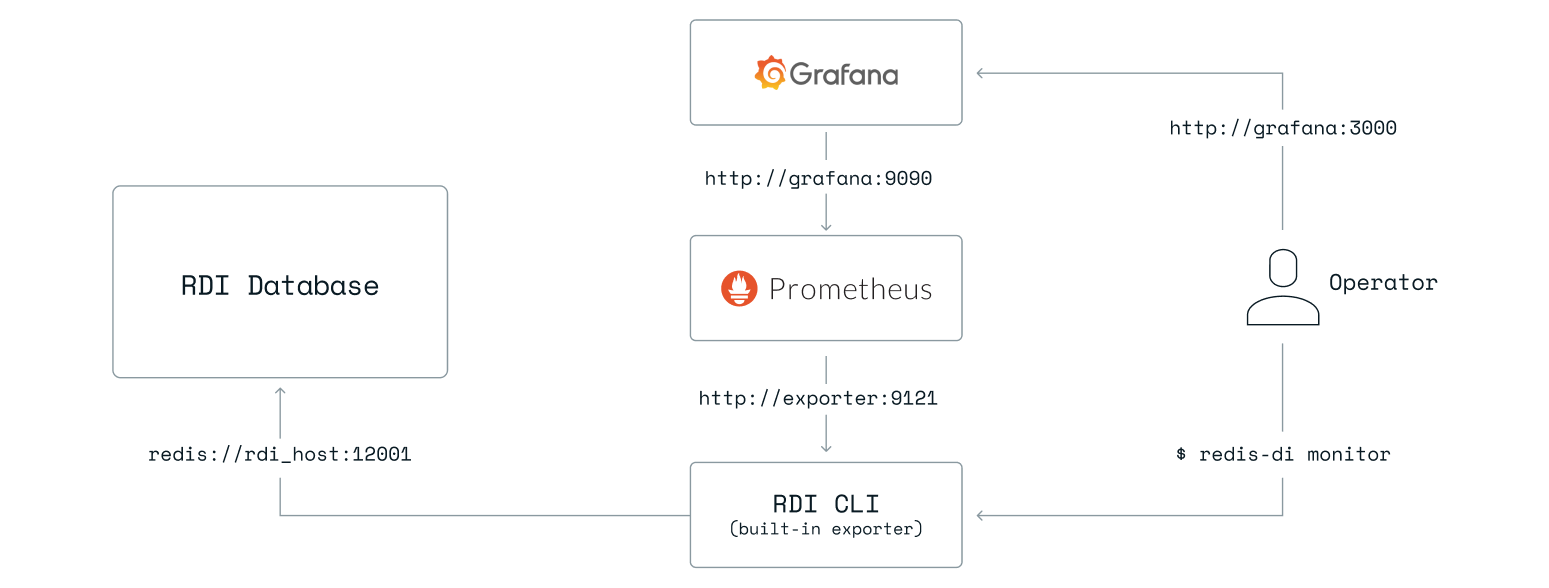 Grafana
http://grafana:3000
http://grafana:9090
RDI Database
Prometheus
Operator
http://exporter:9121
redis://rdi_host:12001
$ redis-di monitor
RDI CLI
(built-in exporter)